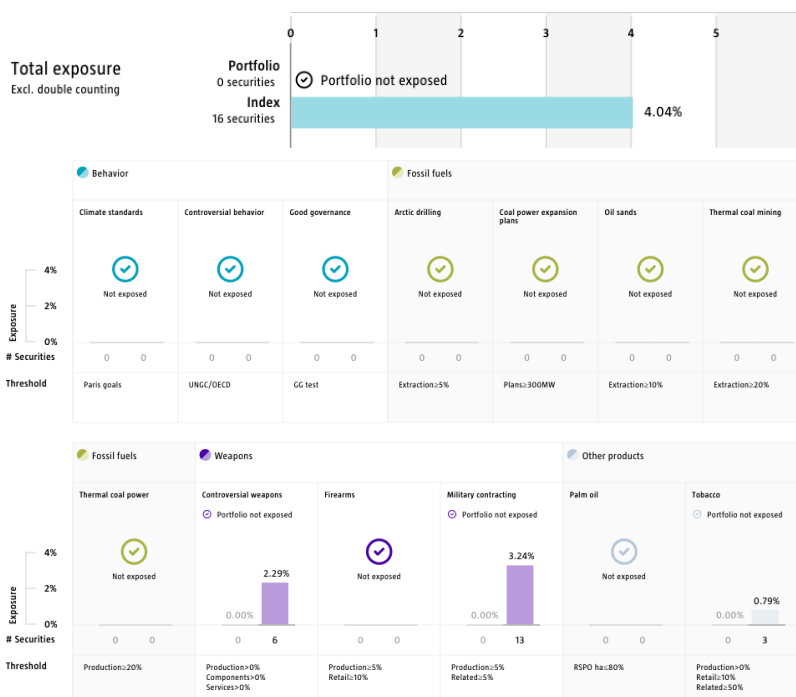 0 1 2 3 4 5
Total exposure
Excl. double counting
Portfolio
0 securities
Portfolio not exposed
Index
16 securities
4.04%
Behavior Fossil fuels
Climate standards Controversial behavior Good governance Arctic drilling Coal power expansion plans Oil sands Thermal coal mining
Exposure
4%
2%
0%
Not exposed Not exposed Not exposed Not exposed Not exposed Not exposed Not exposed
# Securities 0 0 0 0 0 0 0 0 0 0 0 0 0 0
Threshold Paris goals UNGC/OECD GG test Extraction≥5% Plans≥300MW Extraction≥10% Extraction≥20%
Fossil fuels Weapons Other products
Thermal coal power Controversial weapons Firearms Military contracting Palm oil Tobacco
Portfolio not exposed Portfolio not exposed Portfolio not exposed
Exposure
4%
2%
0%
Not exposed 0.00% 2.29% Not exposed 0.00% 3.24% Not exposed 0.00% 0.79%
# Securities 0 0 0 6 0 0 0 13 0 0 0 3
Threshold Production≥20% Production>0% Production≥5% Production≥5% RSPO ha≤80% Production>0%
Components>0% Retail≥10% Related≥5% Retail≥10%
Services>0% Related≥50%